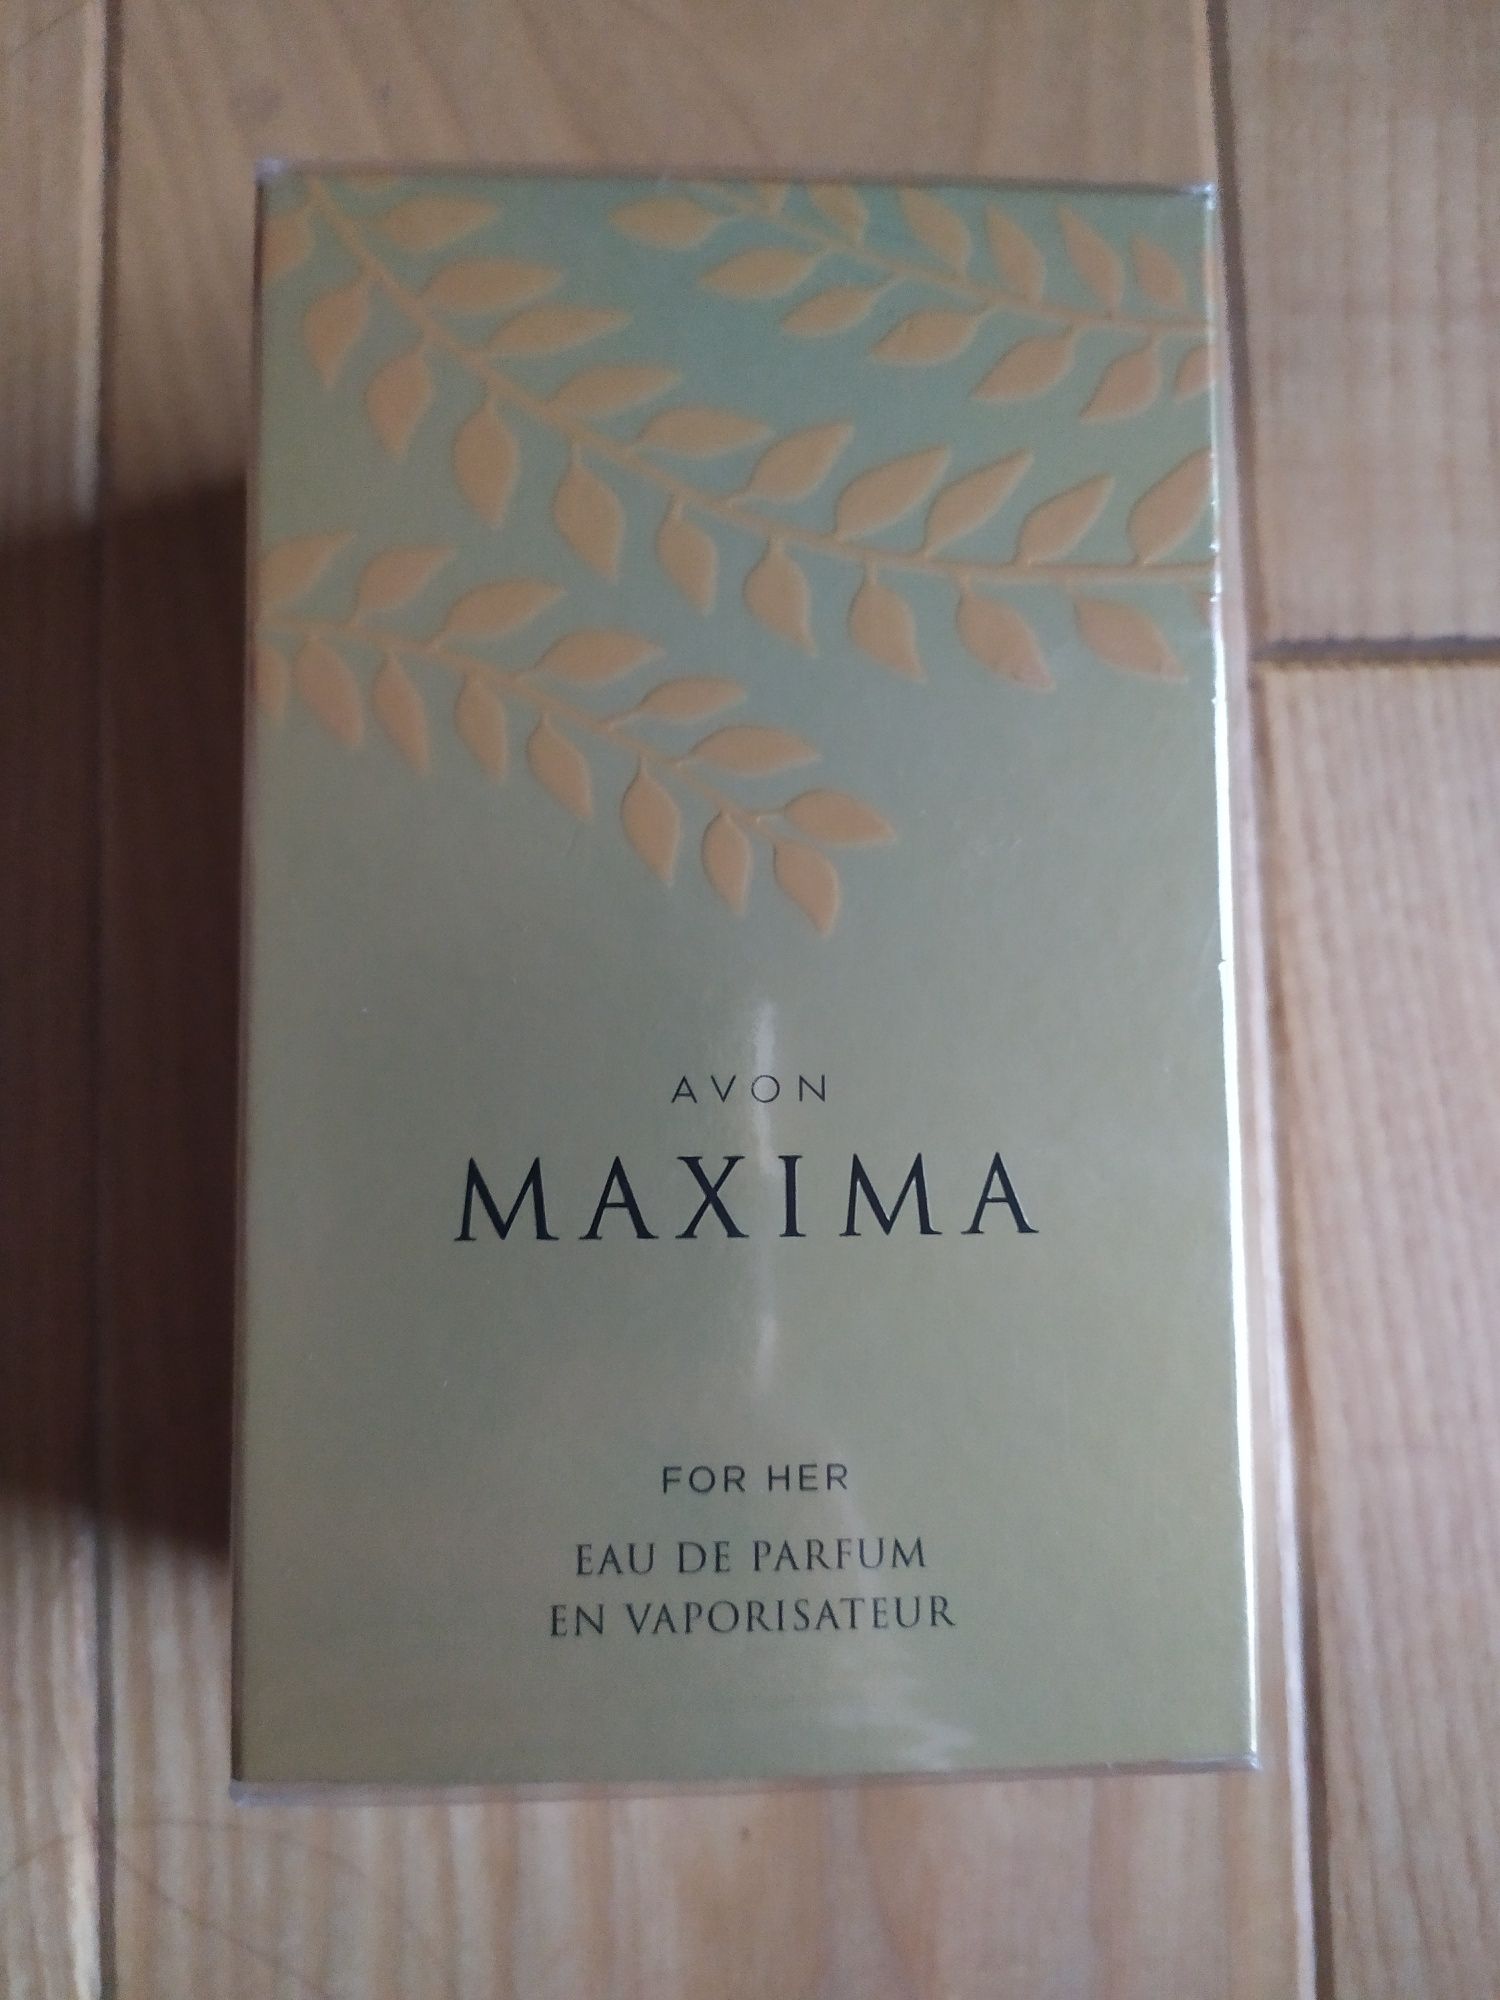 AVON
MAXIMA
FOR HER
EAU DE PARFUM
EN VAPORISATEUR